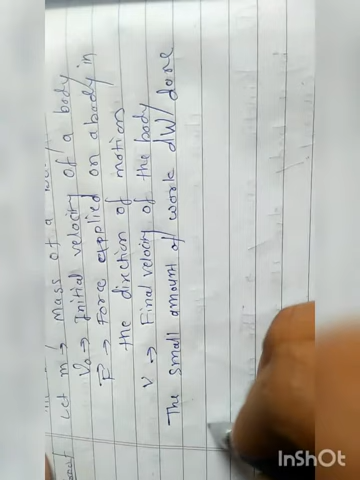 Let m → Mass of a body
V₀ → Initial velocity of a body
F → Force applied on a body in
the direction of motion
V → Final velocity of the body
The small amount of work dW done
InShOt